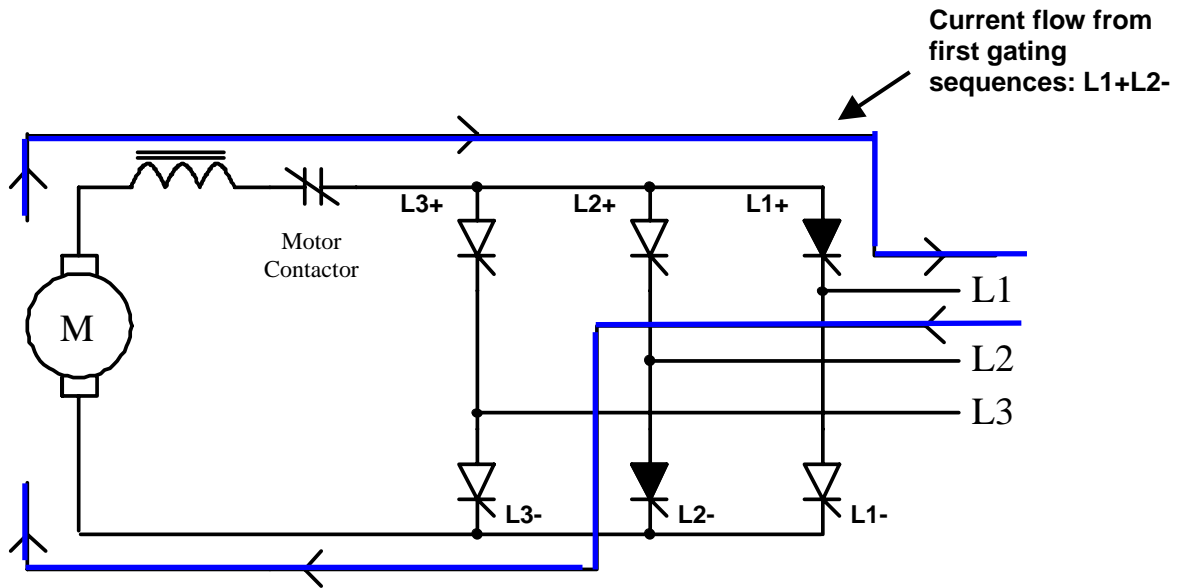 Current flow from
first gating
sequences: L1+L2-
L3+
L2+
L1+
Motor
Contactor
L1
M
L2
L3
L3-
L2-
L1-